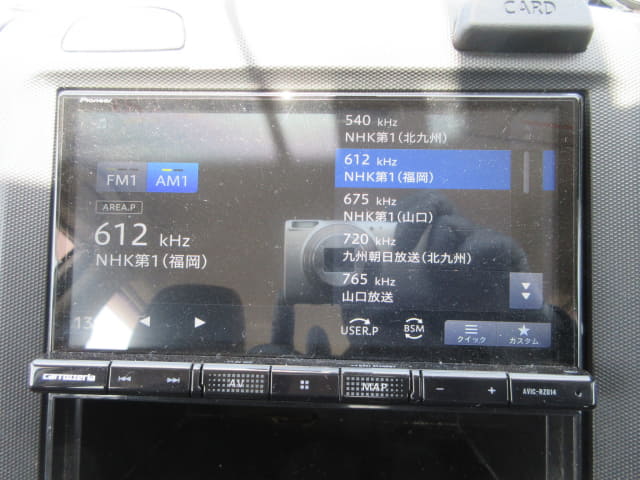 CARD
Pioneer
FM1 AM1
AREA.P
612 kHz
NHK第1(福岡)
540 kHz
NHK第1(北九州)
612 kHz
NHK第1(福岡)
675 kHz
NHK第1(山口)
720 kHz
九州朝日放送(北九州)
765 kHz
山口放送
13
USER.P
BSM
クイック
カスタム
carrozzeria
AV
MAP
− +
AVIC-RZ014